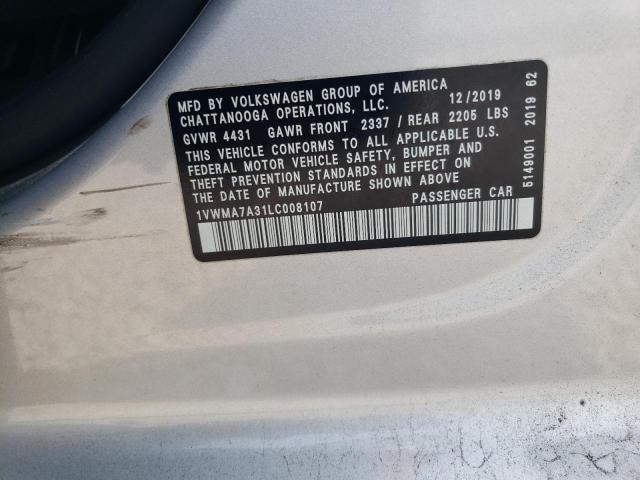 MFD BY VOLKSWAGEN GROUP OF AMERICA
CHATTANOOGA OPERATIONS, LLC. 12/2019
GVWR 4431 GAWR FRONT 2337/ REAR 2205 LBS
THIS VEHICLE CONFORMS TO ALL APPLICABLE U.S.
FEDERAL MOTOR VEHICLE SAFETY, BUMPER AND
THEFT PREVENTION STANDARDS IN EFFECT ON
THE DATE OF MANUFACTURE SHOWN ABOVE
1VWMA7A31LC008107 PASSENGER CAR
5149001 2019 62